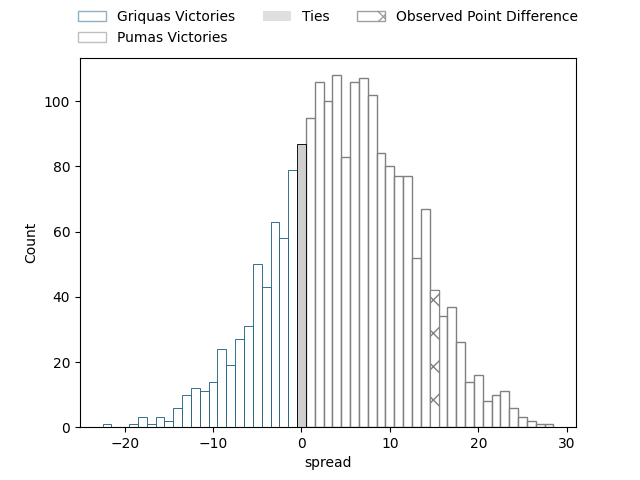 Griquas Victories
Pumas Victories
Ties
Observed Point Difference
100
80
60
40
20
0
Count
−20
−10
0
10
20
30
spread